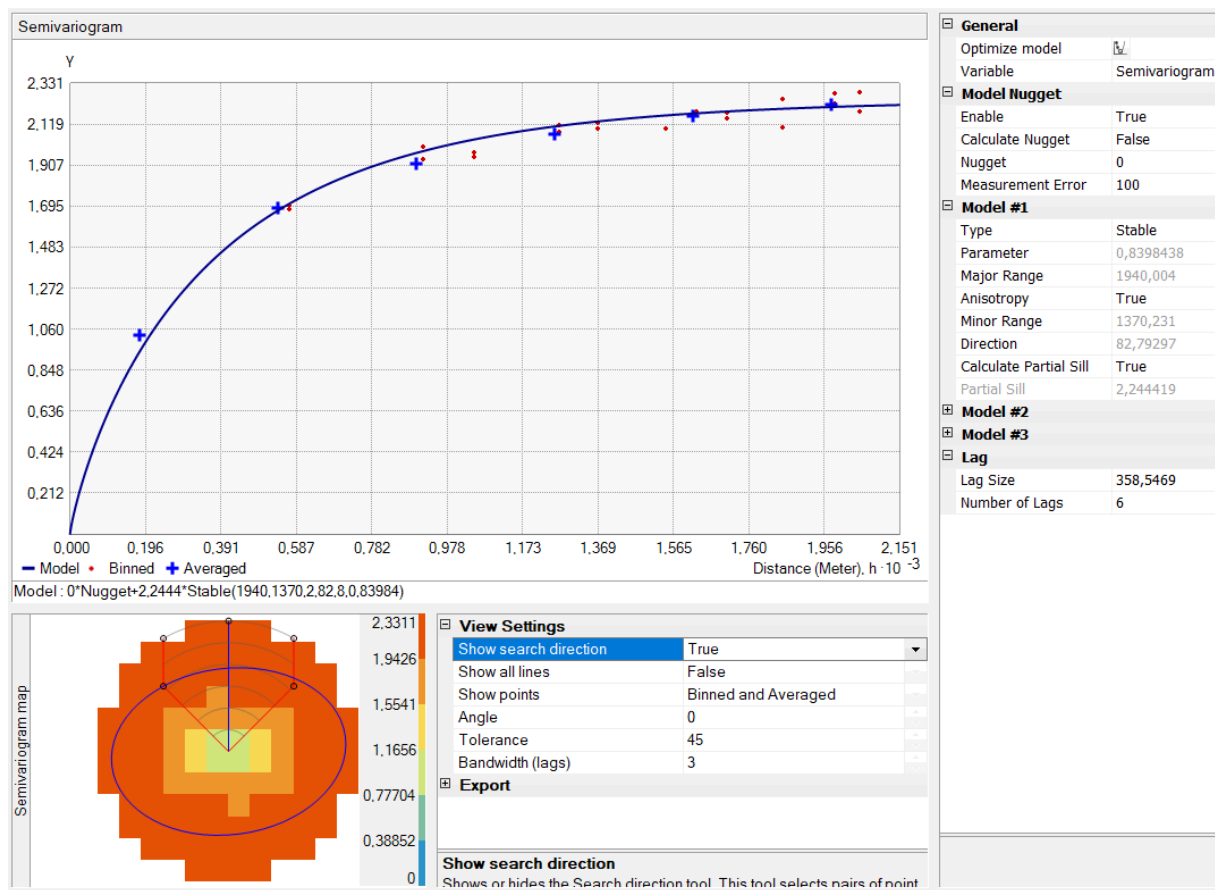 Semivariogram
γ
2,331
2,119
1,907
1,695
1,483
1,272
1,060
0,848
0,636
0,424
0,212
0,000 0,196 0,391 0,587 0,782 0,978 1,173 1,369 1,565 1,760 1,956 2,151
Model Binned Averaged
Distance (Meter), h ·10 -3
Model : 0*Nugget+2,2444*Stable(1940,1370,2,82,8,0,83984)
Semivariogram map
2,3311
1,9426
1,5541
1,1656
0,77704
0,38852
0
View Settings
Show search direction True
Show all lines False
Show points Binned and Averaged
Angle 0
Tolerance 45
Bandwidth (lags) 3
Export
Show search direction
Shows or hides the Search direction tool. This tool selects pairs of point
General
Optimize model
Variable Semivariogram
Model Nugget
Enable True
Calculate Nugget False
Nugget 0
Measurement Error 100
Model #1
Type Stable
Parameter 0,8398438
Major Range 1940,004
Anisotropy True
Minor Range 1370,231
Direction 82,79297
Calculate Partial Sill True
Partial Sill 2,244419
Model #2
Model #3
Lag
Lag Size 358,5469
Number of Lags 6